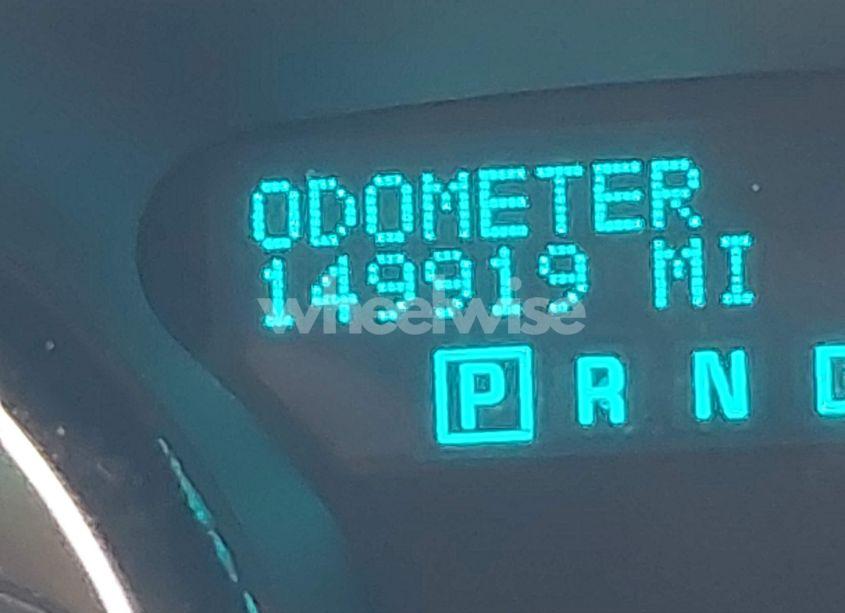 ODOMETER
149919 MI
wheelwise
P R N